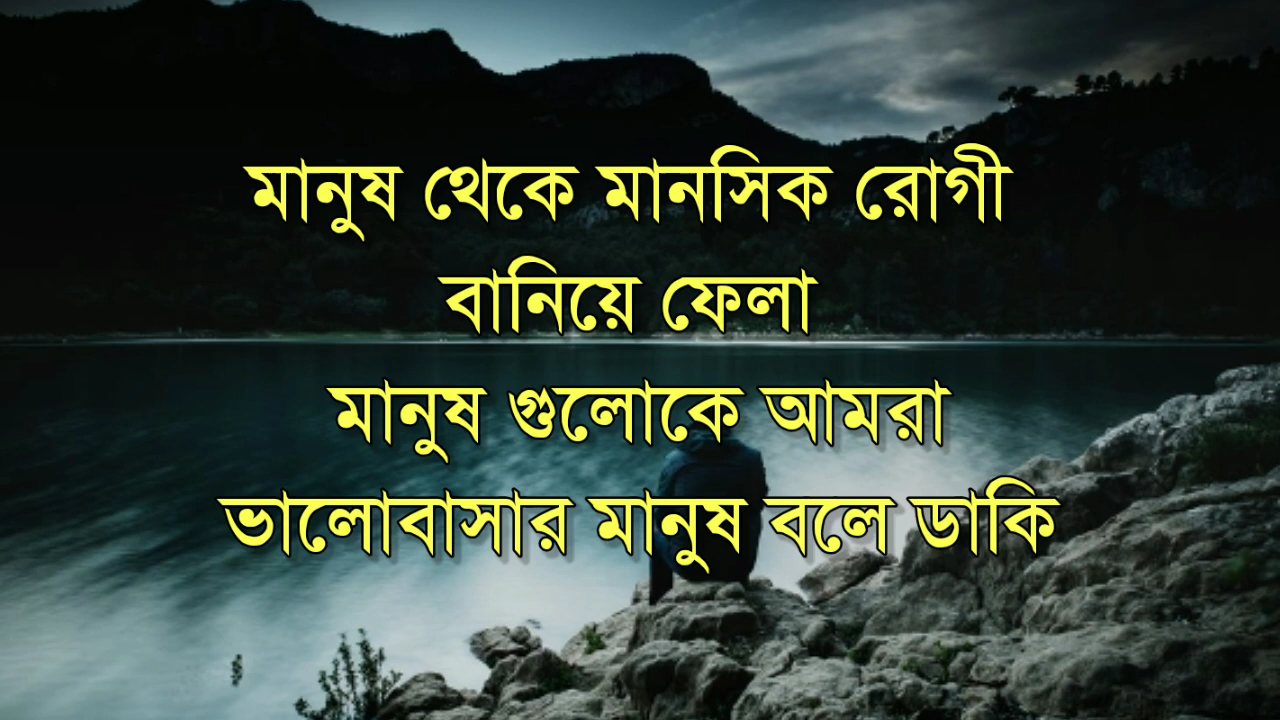 মানুষ থেকে মানসিক রোগী
বানিয়ে ফেলা
মানুষ গুলোকে আমরা
ভালোবাসার মানুষ বলে ডাকি